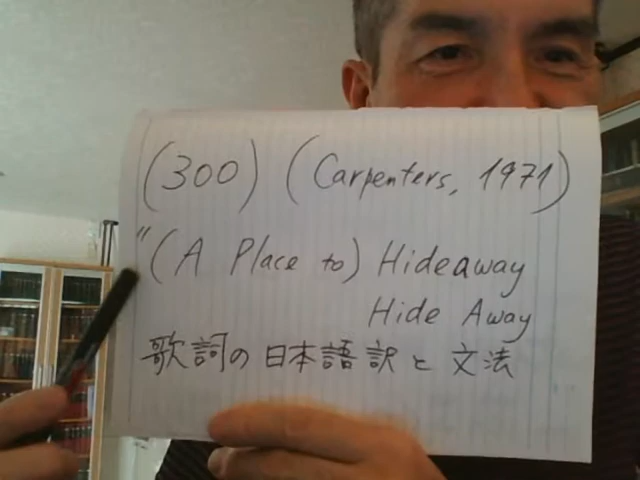 (300) (Carpenters, 1971)
"(A Place to) Hideaway
Hide Away
歌詞の日本語訳と文法